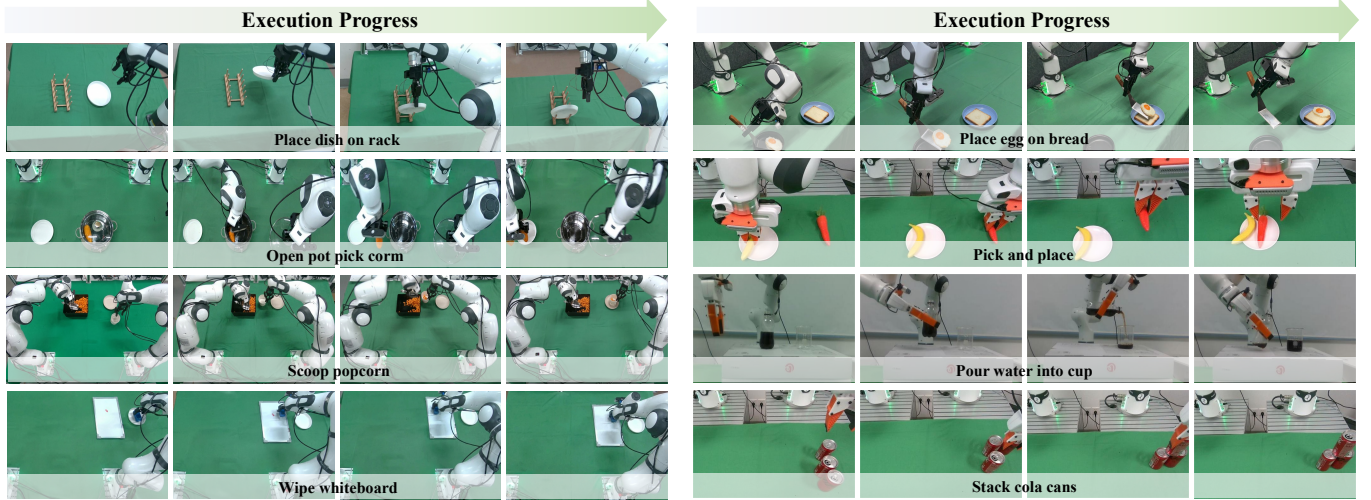 Execution Progress
Place dish on rack
Open pot pick corn
Scoop popcorn
Wipe whiteboard
Execution Progress
Place egg on bread
Pick and place
Pour water into cup
Stack cola cans